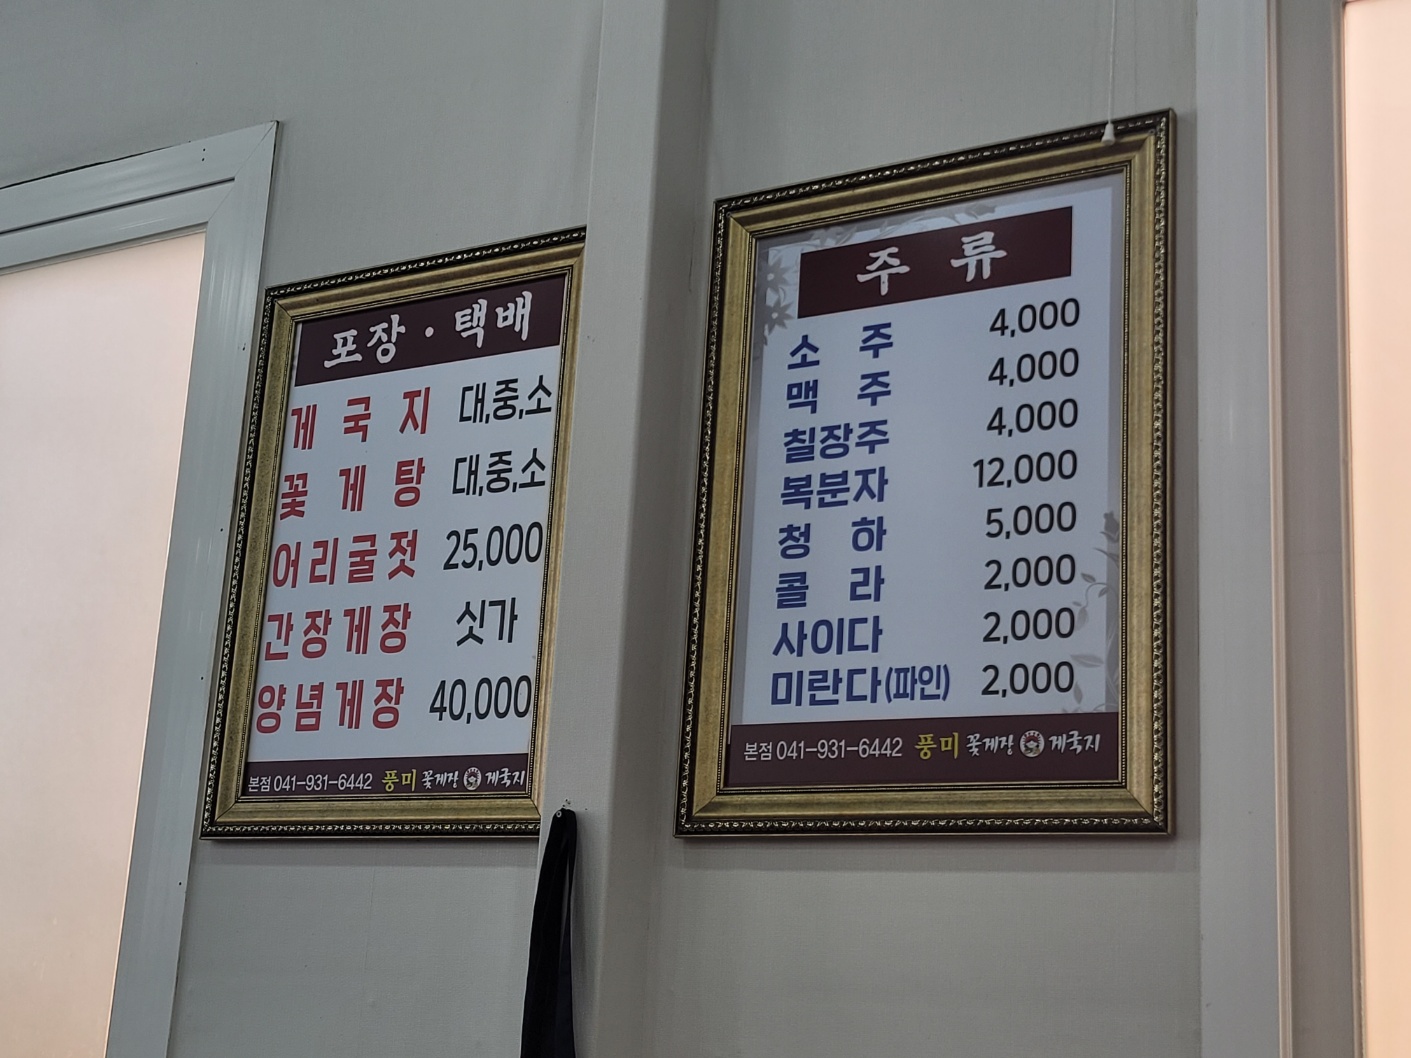 포장·택배
게국지 대,중,소
꽃게탕 대,중,소
어리굴젓 25,000
간장게장 싯가
양념게장 40,000
본점 041-931-6442 풍미 꽃게장 게국지
주류
소주 4,000
맥주 4,000
칠장주 4,000
복분자 12,000
청하 5,000
콜라 2,000
사이다 2,000
미란다(파인) 2,000
본점 041-931-6442 풍미 꽃게장 게국지